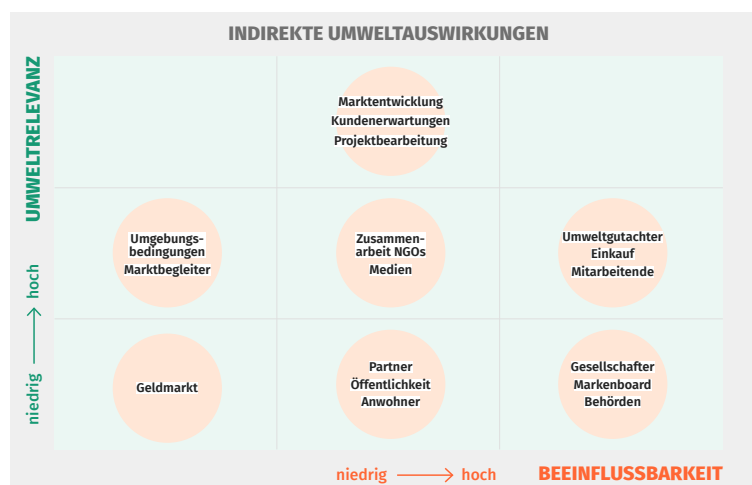 INDIREKTE UMWELTAUSWIRKUNGEN
UMWELTRELEVANZ
niedrig → hoch
Marktentwicklung
Kundenerwartungen
Projektbearbeitung
Umgebungs-
bedingungen
Marktbegleiter
Zusammen-
arbeit NGOs
Medien
Umweltgutachter
Einkauf
Mitarbeitende
Geldmarkt
Partner
Öffentlichkeit
Anwohner
Gesellschafter
Markenboard
Behörden
niedrig → hoch
BEEINFLUSSBARKEIT